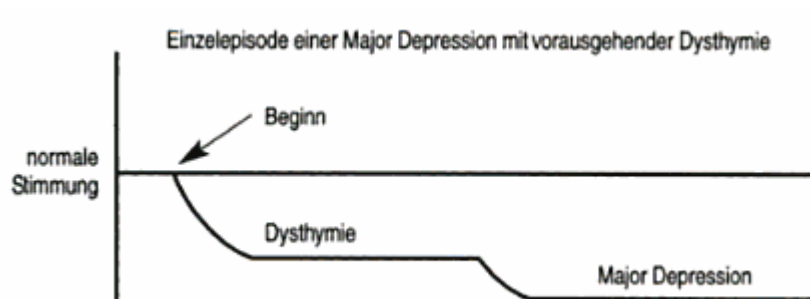 Einzelepisode einer Major Depression mit vorausgehender Dysthymie
Beginn
normale
Stimmung
Dysthymie
Major Depression